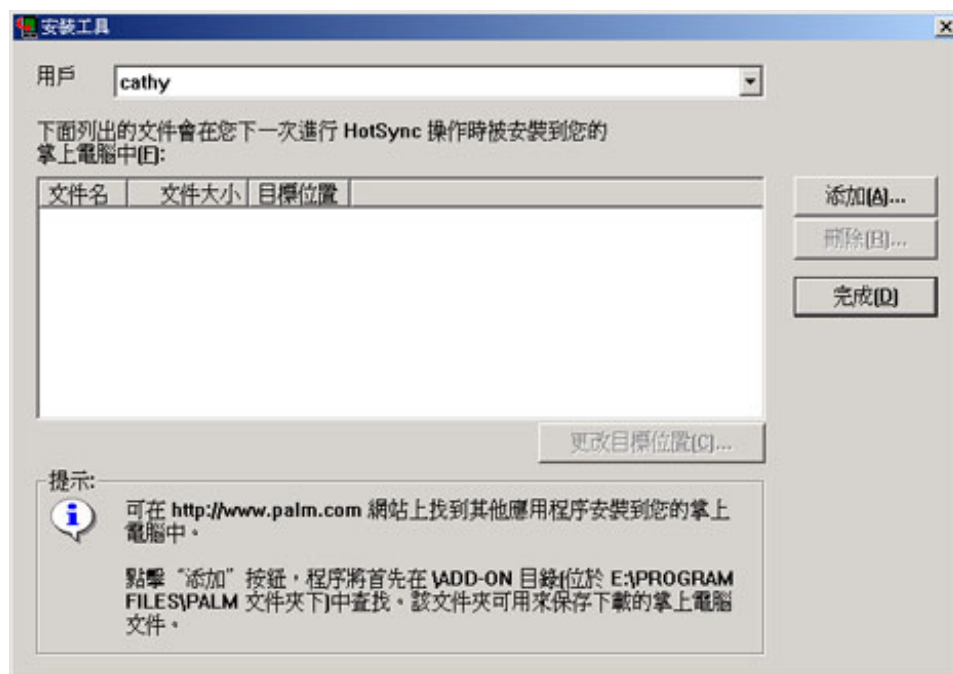 安裝工具
用戶
cathy
下面列出的文件會在您下一次進行 HotSync 操作時被安裝到您的
掌上電腦中(F):
文件名 文件大小 目標位置
添加(A)...
刪除(R)...
完成(D)
更改目標位置(C)...
提示:
可在 http://www.palm.com 網站上找到其他應用程序安裝到您的掌上
電腦中。
點擊“添加”按鈕，程序將首先在 \ADD-ON 目錄(位於 E:\PROGRAM
FILES\PALM 文件夾下)中查找。該文件夾可用來保存下載的掌上電腦
文件。